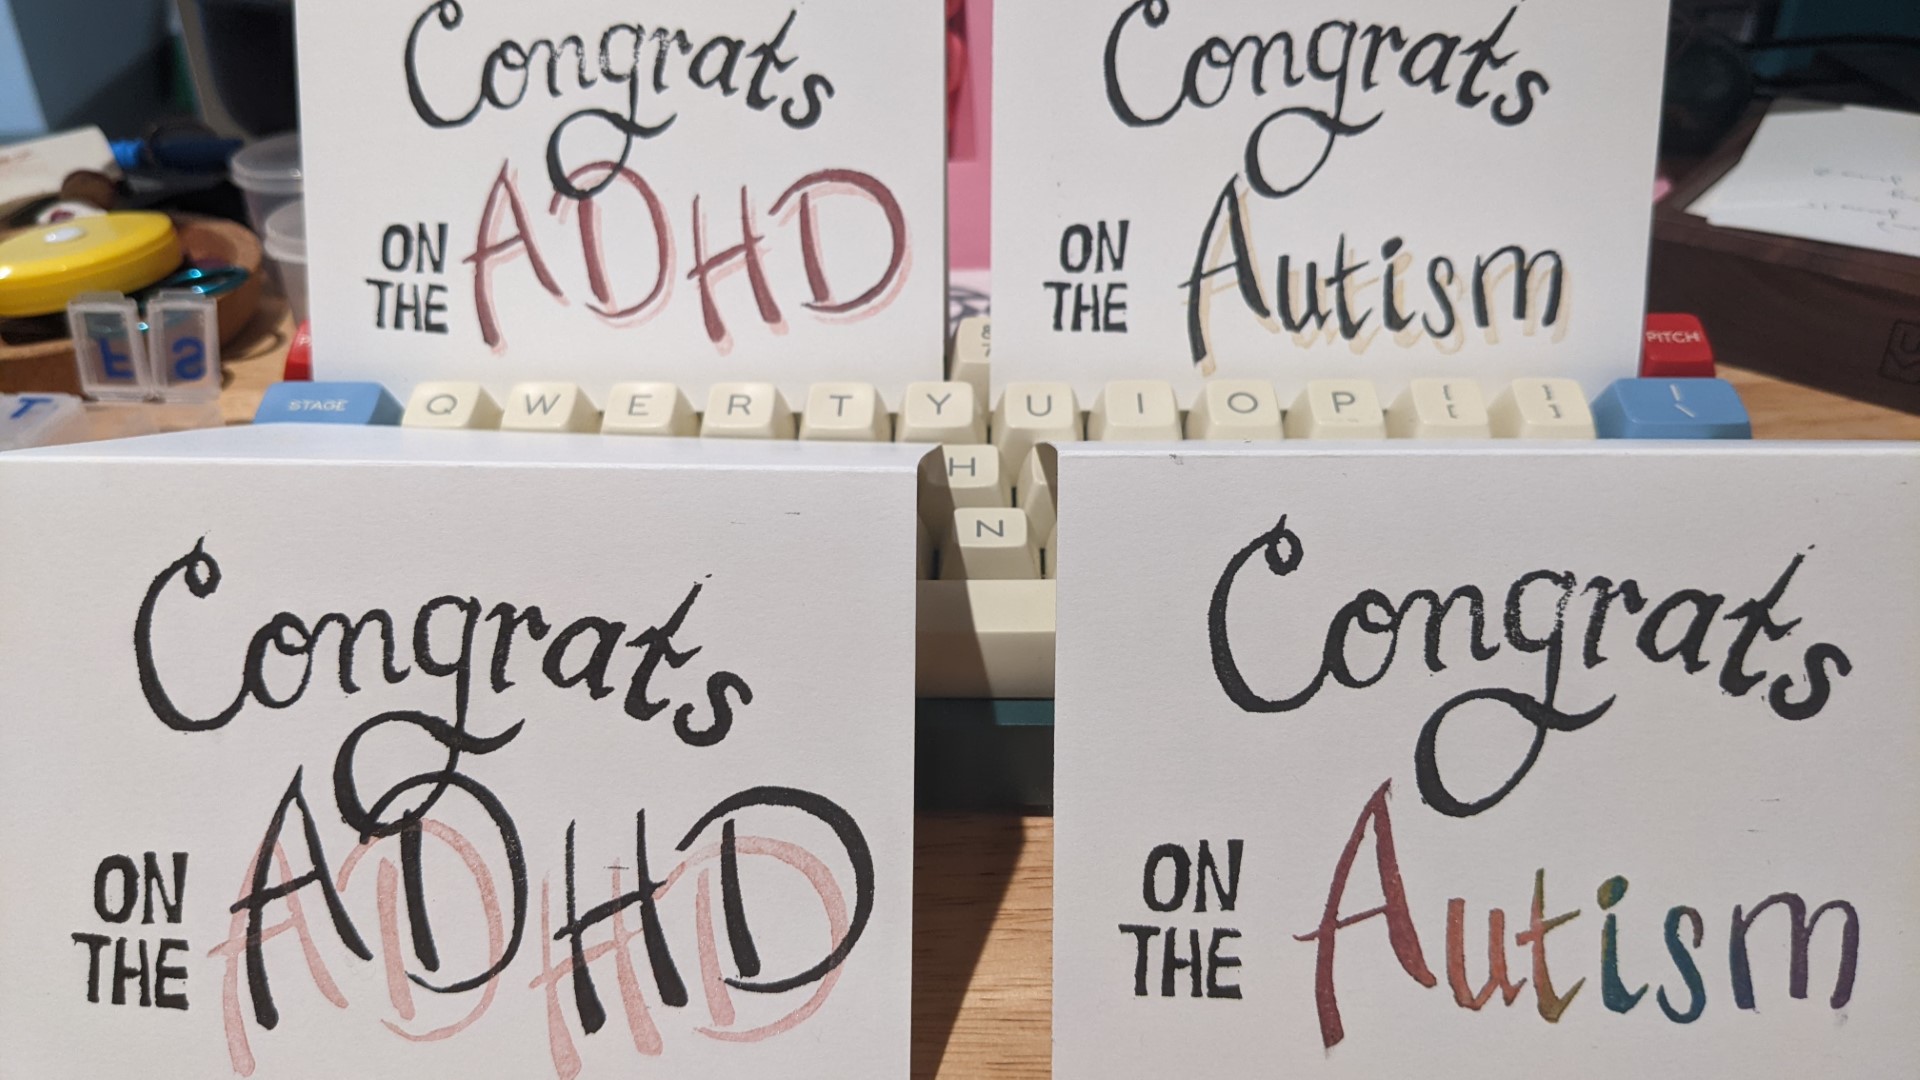 Congrats
ON
THE
ADHD
Congrats
ON
THE
Autism
PITCH
STAGE
Q W E R T Y U I O P [ { ] } | \
H
N
F
S
T
Congrats
ON
THE
ADHD
Congrats
ON
THE
Autism